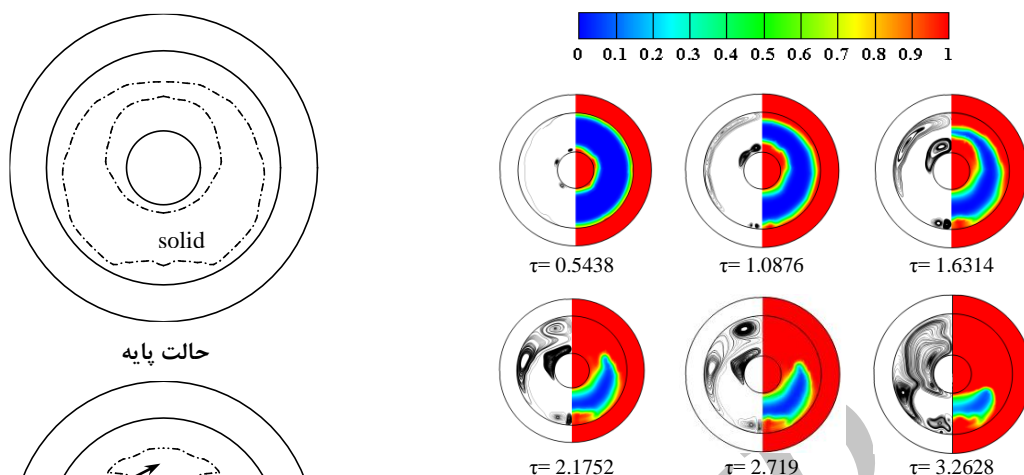 solid
حالت پایه
0 0.1 0.2 0.3 0.4 0.5 0.6 0.7 0.8 0.9 1
τ= 0.5438 τ= 1.0876 τ= 1.6314
τ= 2.1752 τ= 2.719 τ= 3.2628